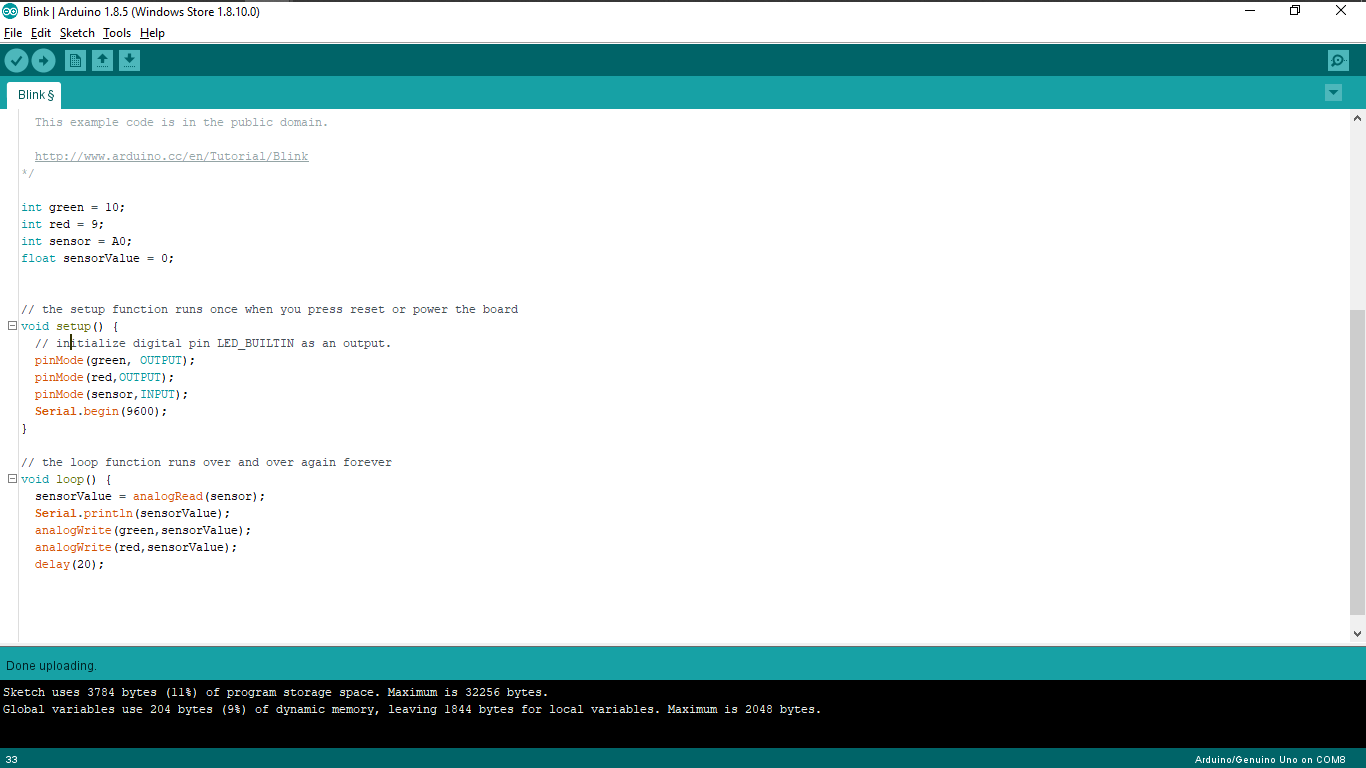 Blink | Arduino 1.8.5 (Windows Store 1.8.10.0)
File Edit Sketch Tools Help
Blink §
This example code is in the public domain.
http://www.arduino.cc/en/Tutorial/Blink
*/
int green = 10;
int red = 9;
int sensor = A0;
float sensorValue = 0;
// the setup function runs once when you press reset or power the board
void setup() {
// initialize digital pin LED_BUILTIN as an output.
pinMode(green, OUTPUT);
pinMode(red,OUTPUT);
pinMode(sensor,INPUT);
Serial.begin(9600);
}
// the loop function runs over and over again forever
void loop() {
sensorValue = analogRead(sensor);
Serial.println(sensorValue);
analogWrite(green,sensorValue);
analogWrite(red,sensorValue);
delay(20);
Done uploading.
Sketch uses 3784 bytes (11%) of program storage space. Maximum is 32256 bytes.
Global variables use 204 bytes (9%) of dynamic memory, leaving 1844 bytes for local variables. Maximum is 2048 bytes.
33
Arduino/Genuino Uno on COM8